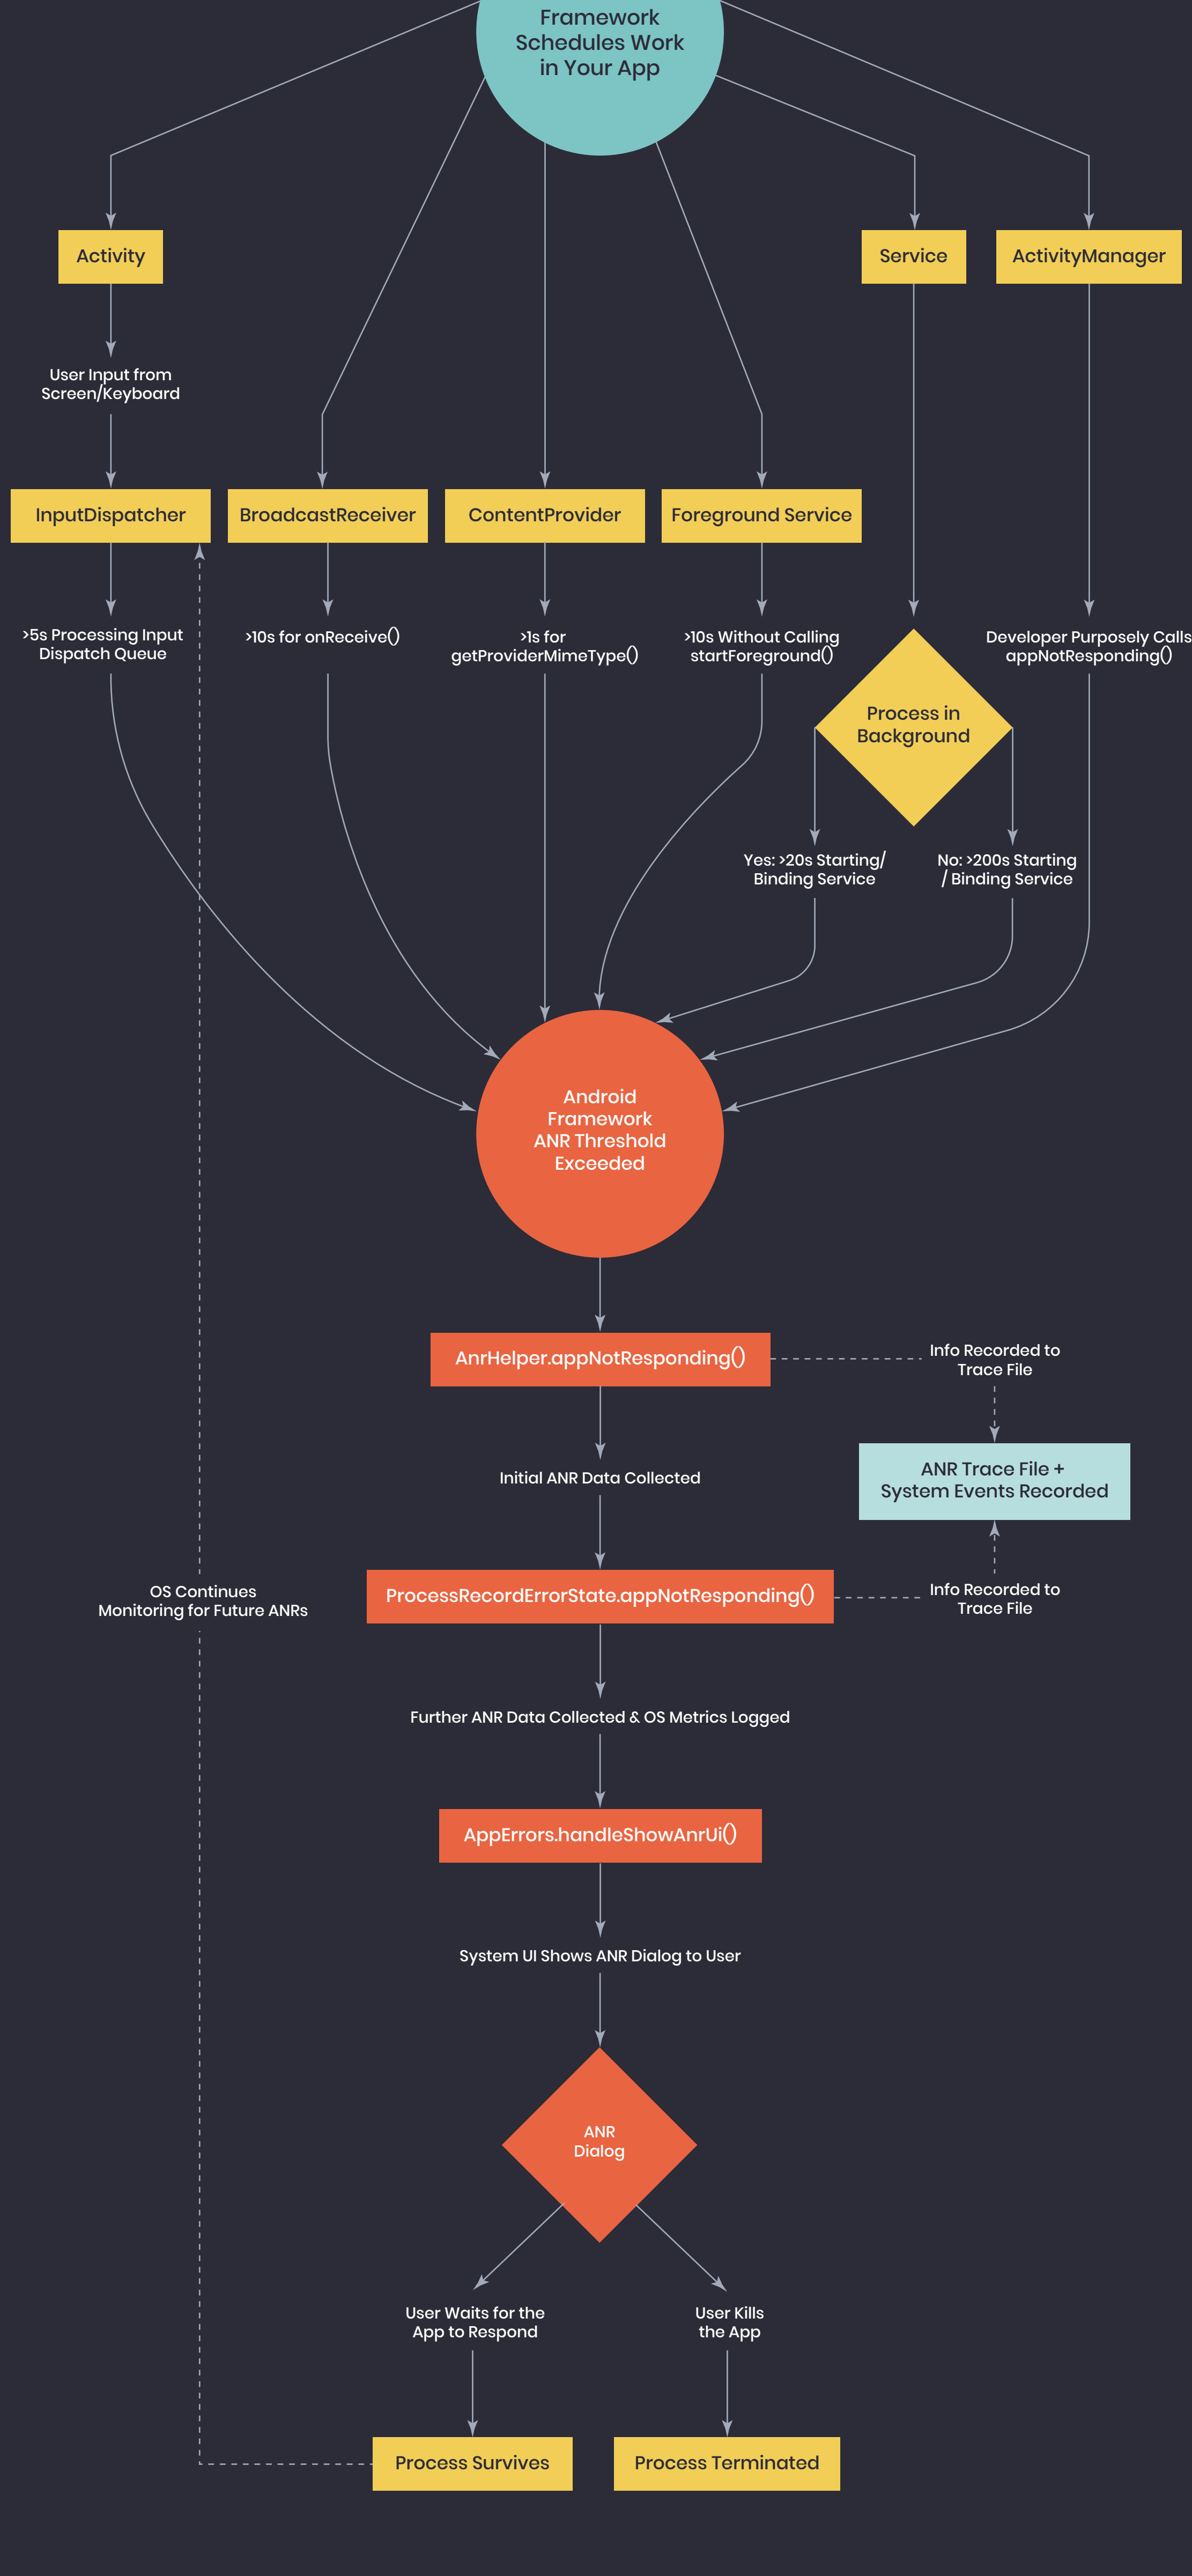 Framework
Schedules Work
in Your App
Activity
Service
ActivityManager
User Input from
Screen/Keyboard
InputDispatcher
BroadcastReceiver
ContentProvider
Foreground Service
>5s Processing Input
Dispatch Queue
>10s for onReceive()
>1s for
getProviderMimeType()
>10s Without Calling
startForeground()
Developer Purposely Calls
appNotResponding()
Process in
Background
Yes: >20s Starting/
Binding Service
No: >200s Starting
/ Binding Service
Android
Framework
ANR Threshold
Exceeded
AnrHelper.appNotResponding()
Info Recorded to
Trace File
Initial ANR Data Collected
ANR Trace File +
System Events Recorded
OS Continues
Monitoring for Future ANRs
ProcessRecordErrorState.appNotResponding()
Info Recorded to
Trace File
Further ANR Data Collected & OS Metrics Logged
AppErrors.handleShowAnrUi()
System UI Shows ANR Dialog to User
ANR
Dialog
User Waits for the
App to Respond
User Kills
the App
Process Survives
Process Terminated